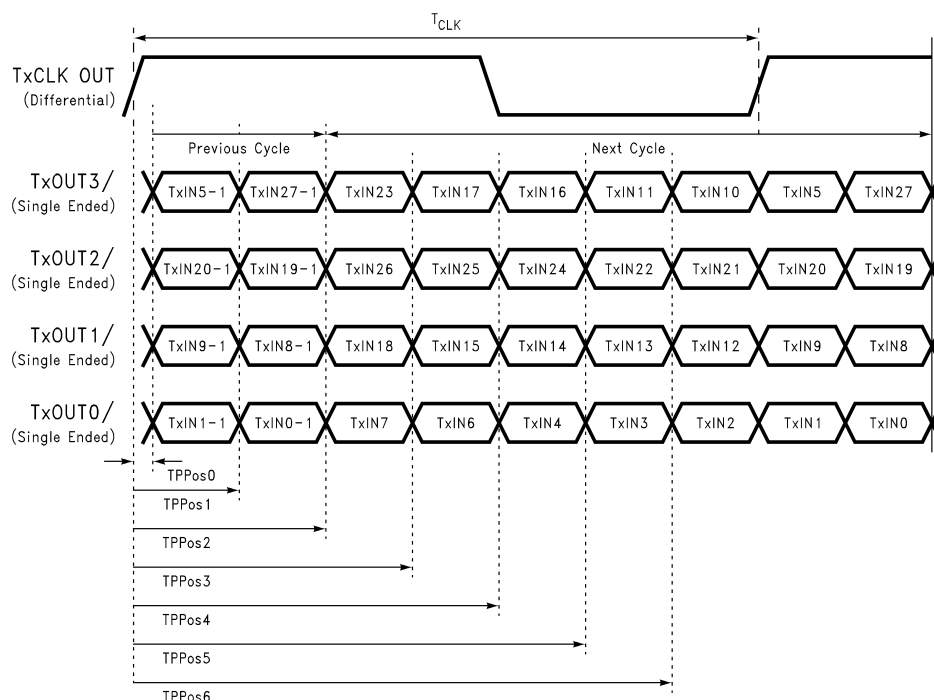 T_CLK
TxCLK OUT
(Differential)
Previous Cycle
Next Cycle
TxOUT3/
(Single Ended)
TxIN5-1 TxIN27-1 TxIN23 TxIN17 TxIN16 TxIN11 TxIN10 TxIN5 TxIN27
TxOUT2/
(Single Ended)
TxIN20-1 TxIN19-1 TxIN26 TxIN25 TxIN24 TxIN22 TxIN21 TxIN20 TxIN19
TxOUT1/
(Single Ended)
TxIN9-1 TxIN8-1 TxIN18 TxIN15 TxIN14 TxIN13 TxIN12 TxIN9 TxIN8
TxOUT0/
(Single Ended)
TxIN1-1 TxIN0-1 TxIN7 TxIN6 TxIN4 TxIN3 TxIN2 TxIN1 TxIN0
TPPos0
TPPos1
TPPos2
TPPos3
TPPos4
TPPos5
TPPos6